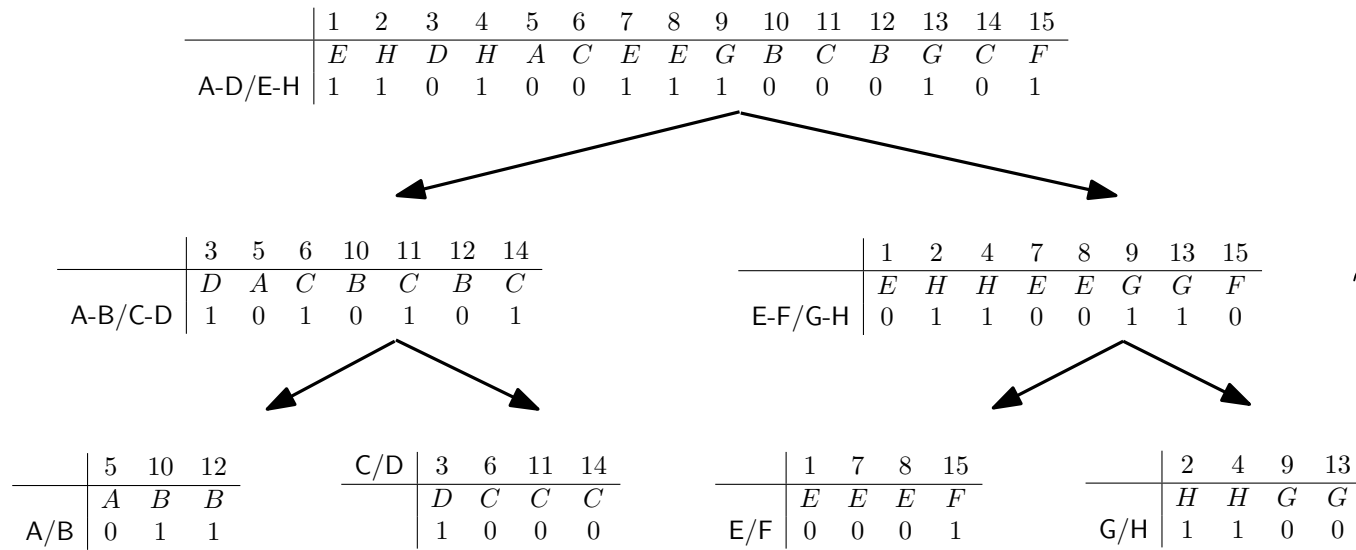 1 2 3 4 5 6 7 8 9 10 11 12 13 14 15
E H D H A C E E G B C B G C F
A-D/E-H 1 1 0 1 0 0 1 1 1 0 0 0 1 0 1
3 5 6 10 11 12 14
D A C B C B C
A-B/C-D 1 0 1 0 1 0 1
1 2 4 7 8 9 13 15
E H H E E G G F
E-F/G-H 0 1 1 0 0 1 1 0
5 10 12
A B B
A/B 0 1 1
C/D 3 6 11 14
D C C C
1 0 0 0
1 7 8 15
E E E F
E/F 0 0 0 1
2 4 9 13
H H G G
G/H 1 1 0 0